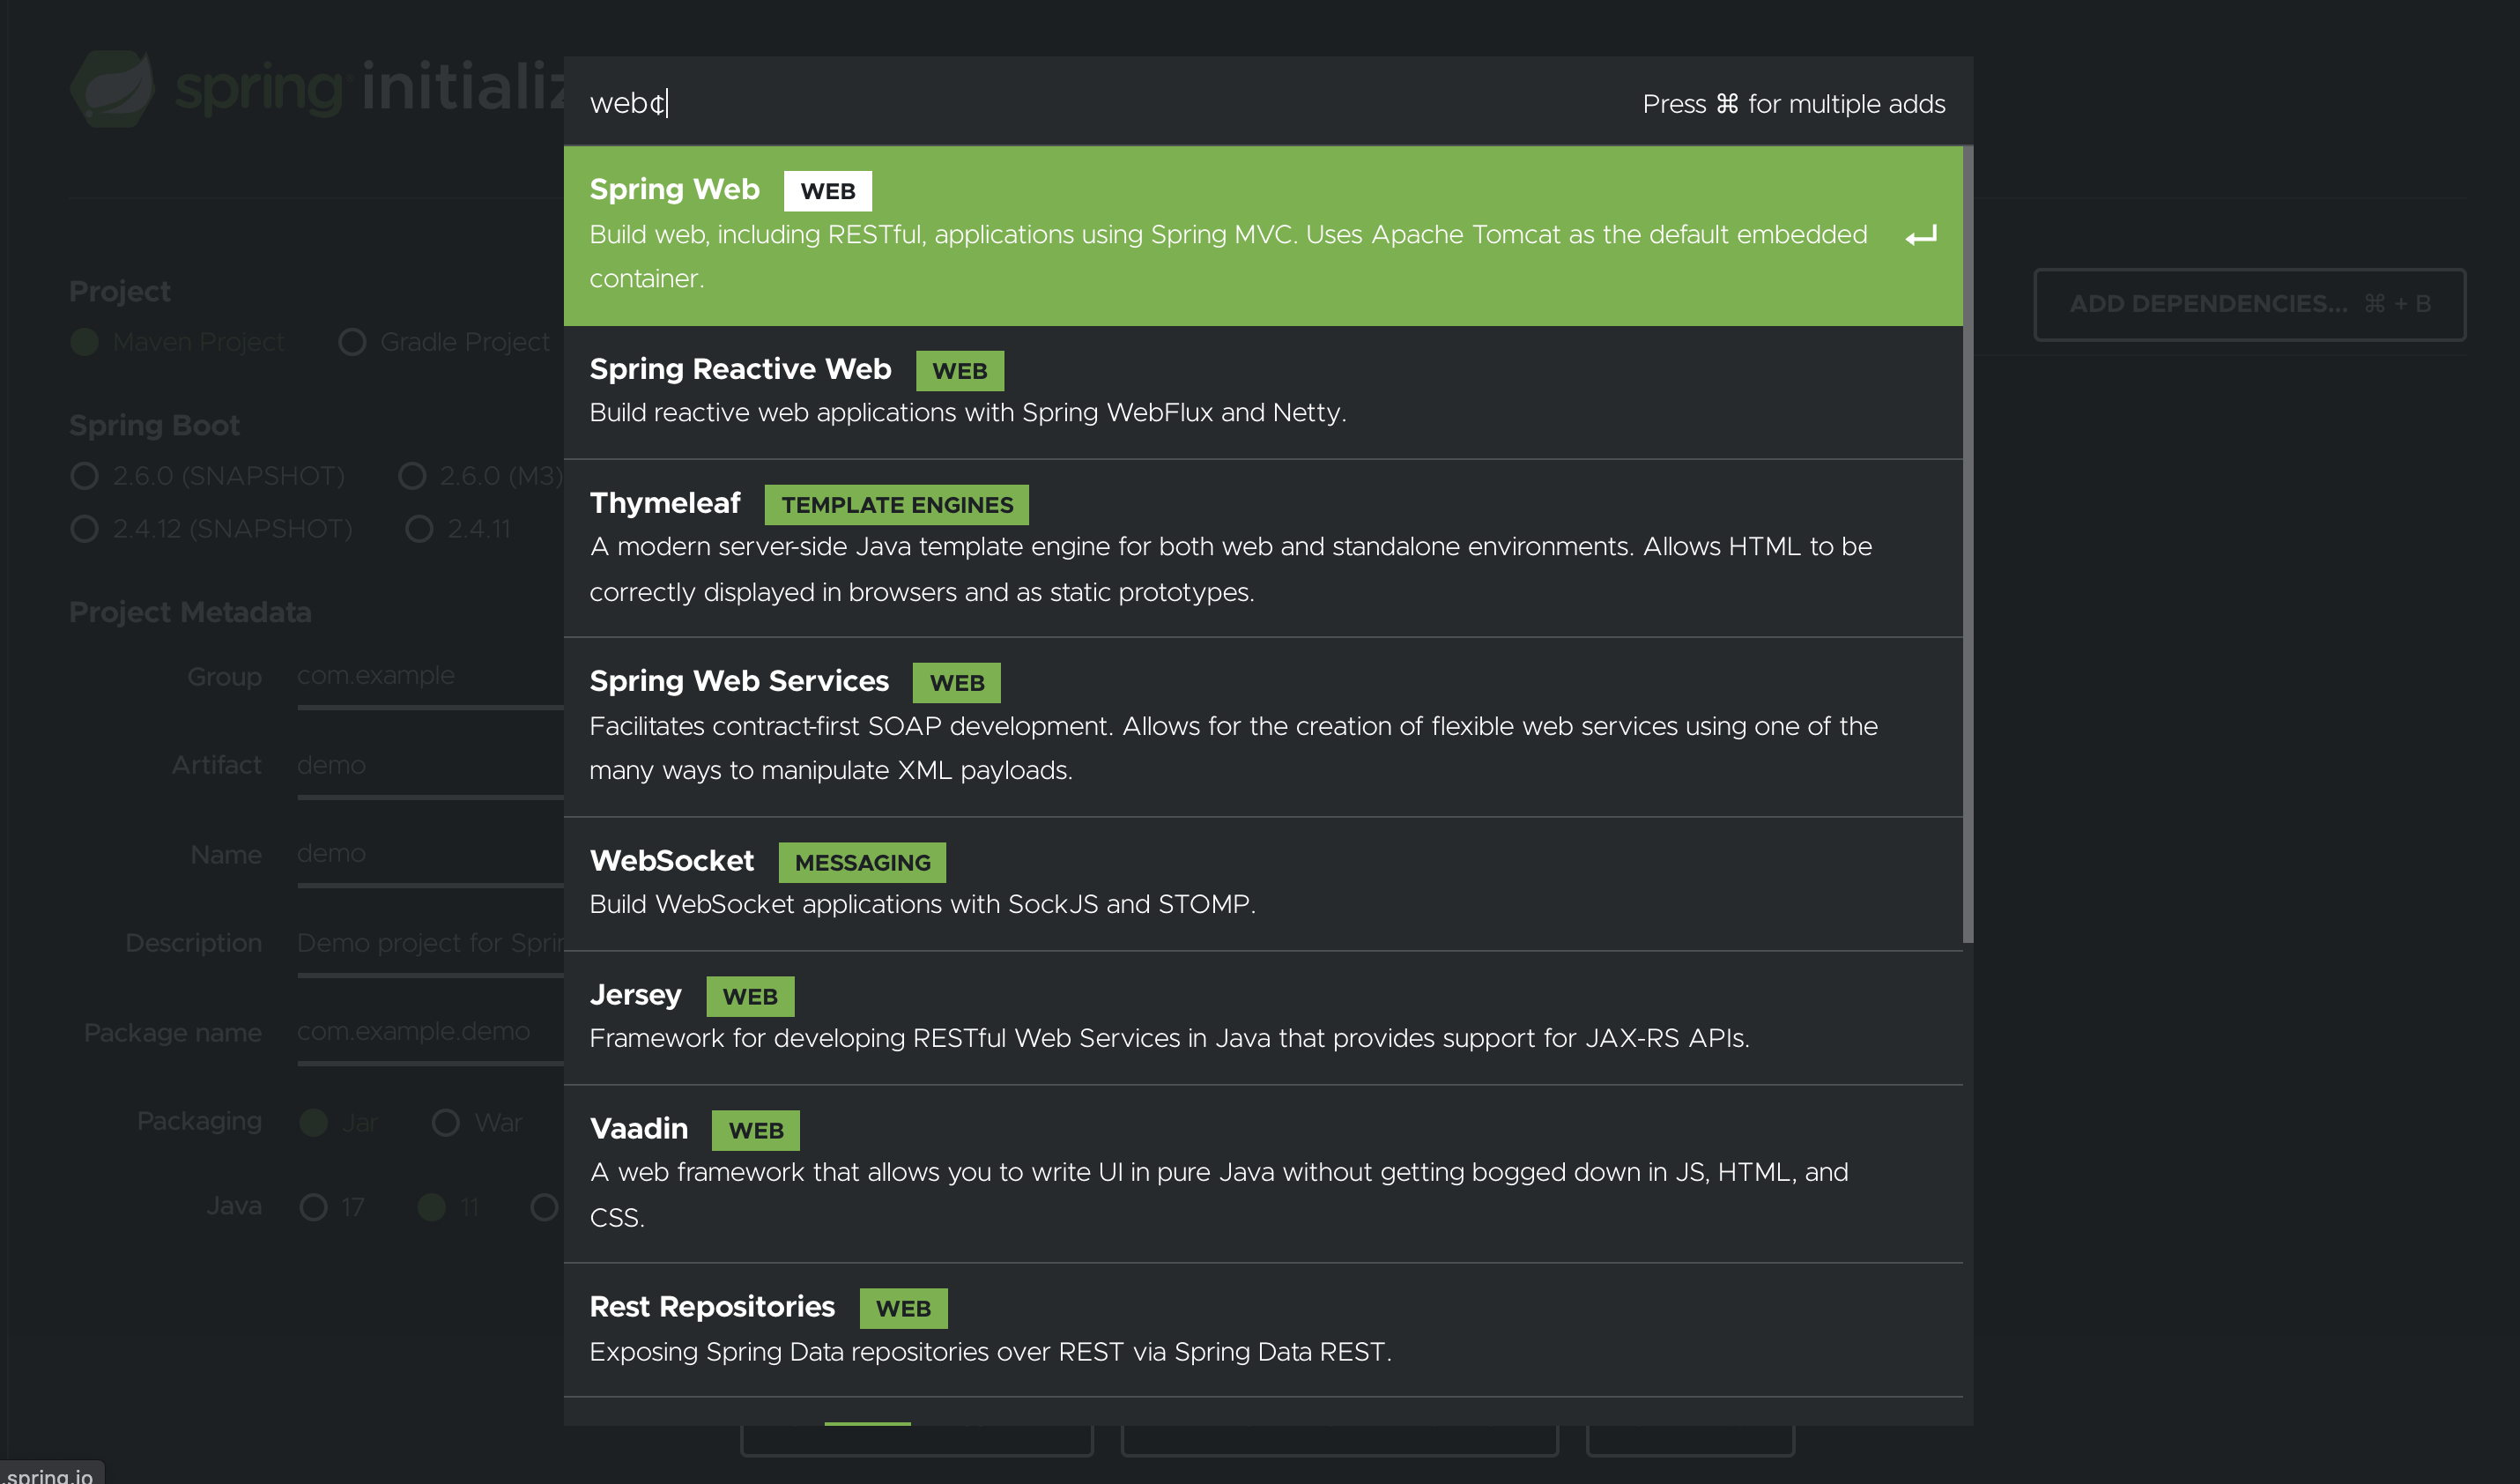 spring initializ
web¢
Press ⌘ for multiple adds
Spring Web WEB
Build web, including RESTful, applications using Spring MVC. Uses Apache Tomcat as the default embedded
container.
Spring Reactive Web WEB
Build reactive web applications with Spring WebFlux and Netty.
Thymeleaf TEMPLATE ENGINES
A modern server-side Java template engine for both web and standalone environments. Allows HTML to be
correctly displayed in browsers and as static prototypes.
Spring Web Services WEB
Facilitates contract-first SOAP development. Allows for the creation of flexible web services using one of the
many ways to manipulate XML payloads.
WebSocket MESSAGING
Build WebSocket applications with SockJS and STOMP.
Jersey WEB
Framework for developing RESTful Web Services in Java that provides support for JAX-RS APIs.
Vaadin WEB
A web framework that allows you to write UI in pure Java without getting bogged down in JS, HTML, and
CSS.
Rest Repositories WEB
Exposing Spring Data repositories over REST via Spring Data REST.
Project
Maven Project Gradle Project
Spring Boot
2.6.0 (SNAPSHOT) 2.6.0 (M3)
2.4.12 (SNAPSHOT) 2.4.11
Project Metadata
Group com.example
Artifact demo
Name demo
Description Demo project for Sprin
Package name com.example.demo
Packaging Jar War
Java 17 11
ADD DEPENDENCIES... ⌘ + B
.spring.io